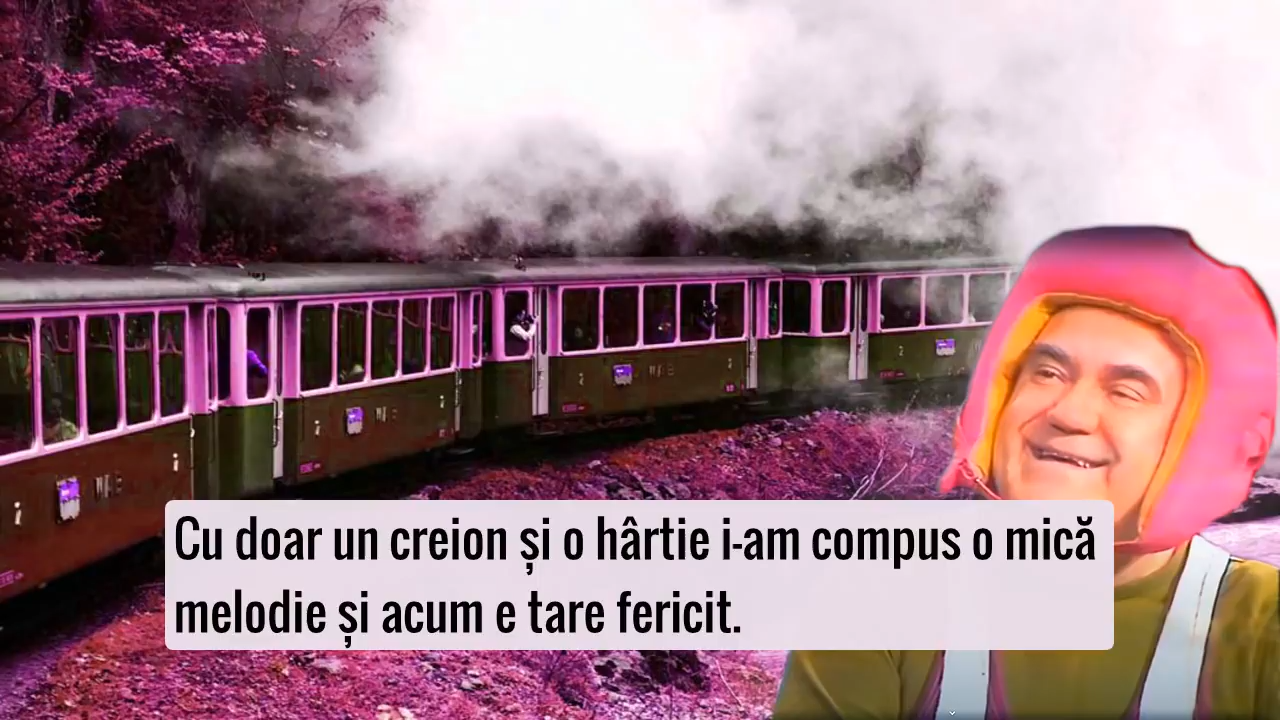 Cu doar un creion și o hârtie i-am compus o mică
melodie și acum e tare fericit.